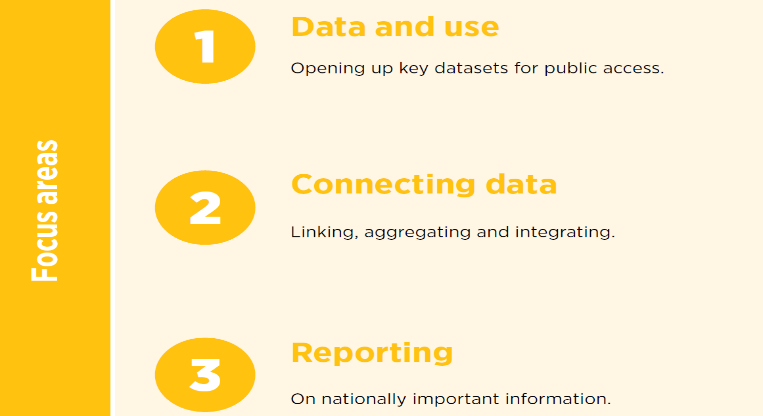 Focus areas
1
Data and use
Opening up key datasets for public access.
2
Connecting data
Linking, aggregating and integrating.
3
Reporting
On nationally important information.